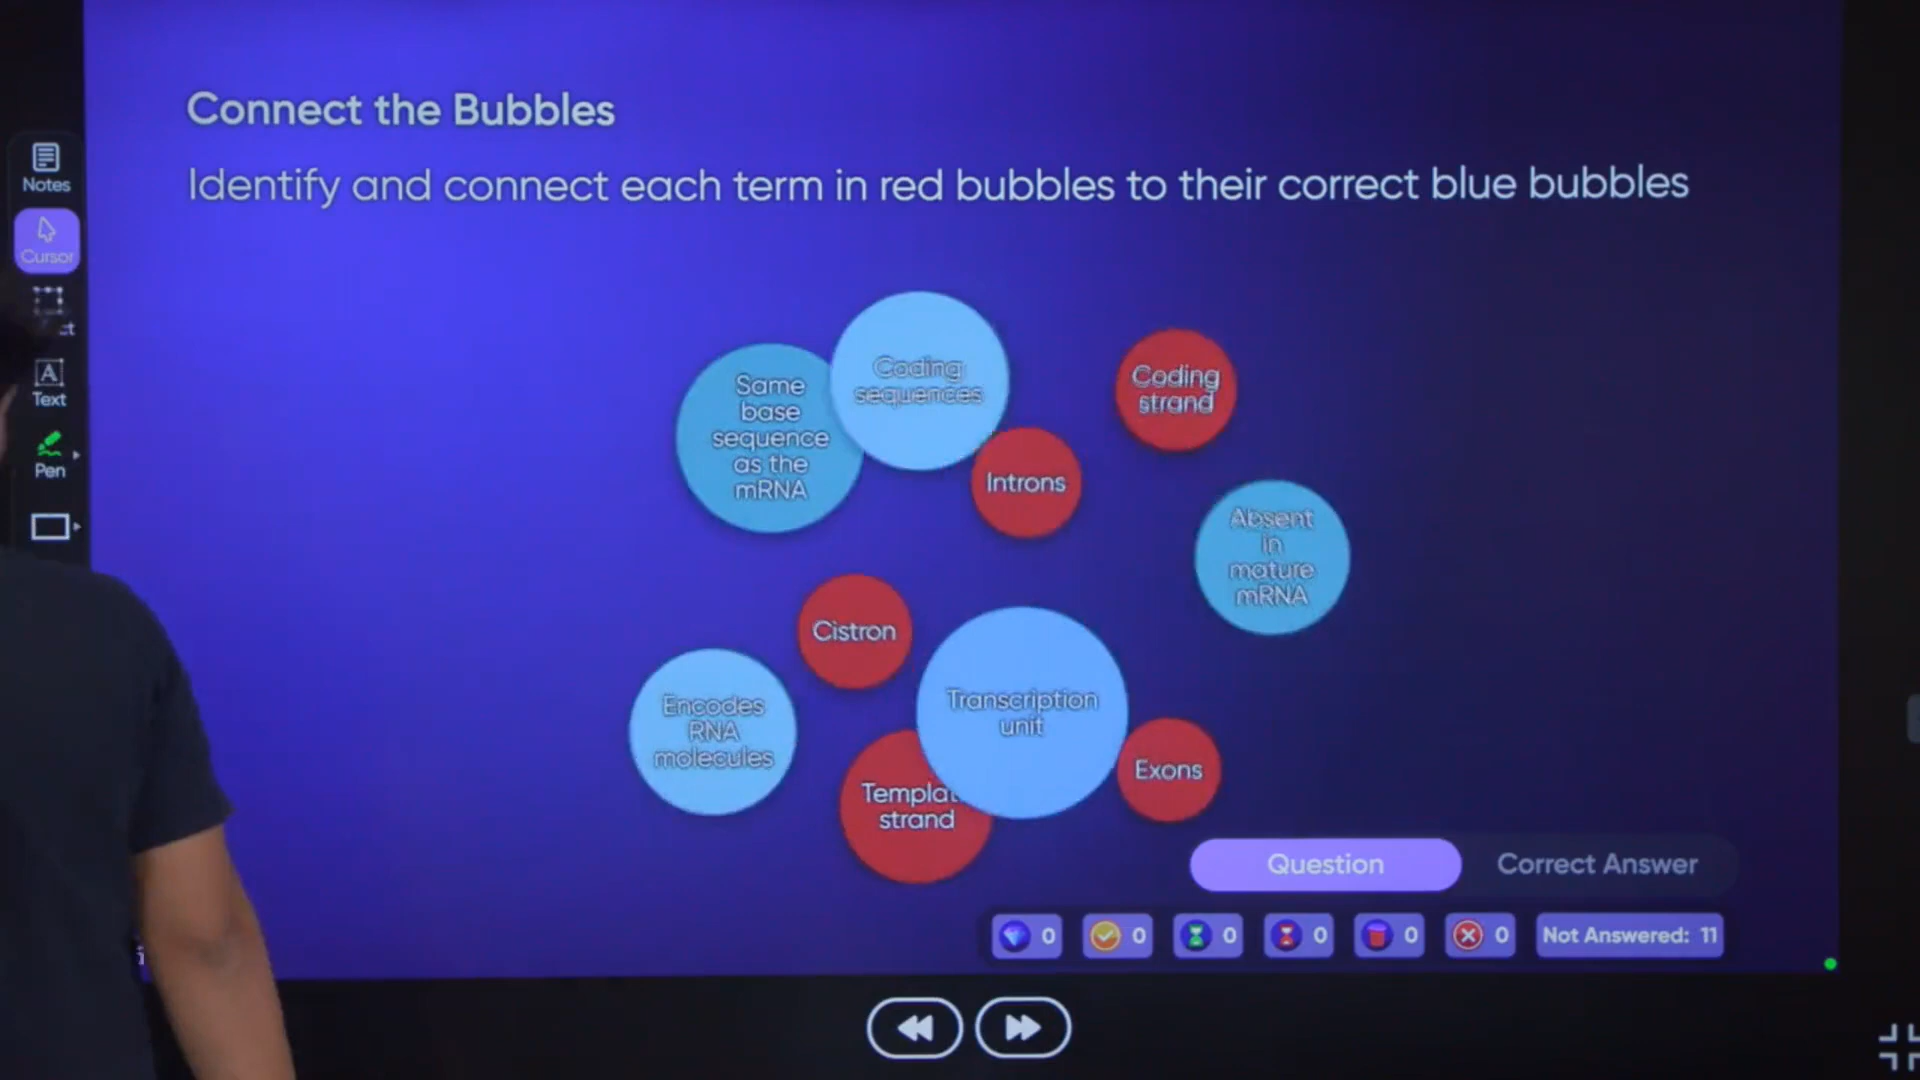 Connect the Bubbles
Identify and connect each term in red bubbles to their correct blue bubbles
Notes
Cursor
Text
Pen
Same
base
sequence
as the
mRNA
Coding
sequences
Coding
strand
Introns
Absent
in
mature
mRNA
Cistron
Encodes
RNA
molecules
Transcription
unit
Templat
strand
Exons
Question
Correct Answer
0
0
0
0
0
0
Not Answered: 11